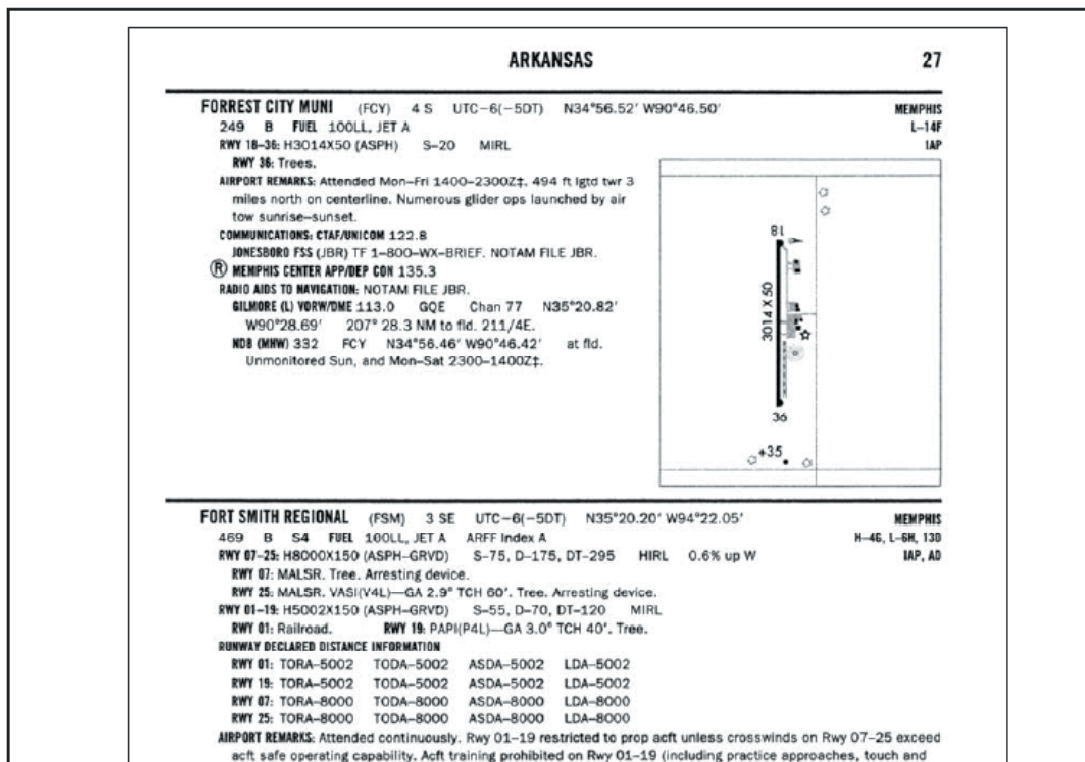 ARKANSAS 27
FORREST CITY MUNI (FCY) 4 S UTC–6(–5DT) N34°56.52' W90°46.50' MEMPHIS
249 B FUEL 100LL, JET A L–14F
RWY 18–36: H3014X50 (ASPH) S–20 MIRL IAP
RWY 36: Trees.
AIRPORT REMARKS: Attended Mon–Fri 1400–2300Z‡. 494 ft lgtd twr 3
miles north on centerline. Numerous glider ops launched by air
tow sunrise–sunset.
COMMUNICATIONS: CTAF/UNICOM 122.8
JONESBORO FSS (JBR) TF 1–800–WX–BRIEF. NOTAM FILE JBR.
Ⓡ MEMPHIS CENTER APP/DEP CON 135.3
RADIO AIDS TO NAVIGATION: NOTAM FILE JBR.
GILMORE (L) VORW/DME 113.0 GQE Chan 77 N35°20.82'
W90°28.69' 207° 28.3 NM to fld. 211/4E.
NDB (MHW) 332 FCY N34°56.46" W90°46.42' at fld.
Unmonitored Sun, and Mon–Sat 2300–1400Z‡.
18
3014 X 50
36
+35
FORT SMITH REGIONAL (FSM) 3 SE UTC–6(–5DT) N35°20.20" W94°22.05' MEMPHIS
469 B S4 FUEL 100LL, JET A ARFF Index A H–4G, L–6H, 13D
RWY 07–25: H8000X150 (ASPH–GRVD) S–75, D–175, DT–295 HIRL 0.6% up W IAP, AD
RWY 07: MALSR. Tree. Arresting device.
RWY 25: MALSR. VASI(V4L)—GA 2.9° TCH 60'. Tree. Arresting device.
RWY 01–19: H5002X150 (ASPH–GRVD) S–55, D–70, DT–120 MIRL
RWY 01: Railroad. RWY 19: PAPI(P4L)—GA 3.0° TCH 40'. Tree.
RUNWAY DECLARED DISTANCE INFORMATION
RWY 01: TORA–5002 TODA–5002 ASDA–5002 LDA–5002
RWY 19: TORA–5002 TODA–5002 ASDA–5002 LDA–5002
RWY 07: TORA–8000 TODA–8000 ASDA–8000 LDA–8000
RWY 25: TORA–8000 TODA–8000 ASDA–8000 LDA–8000
AIRPORT REMARKS: Attended continuously. Rwy 01–19 restricted to prop acft unless crosswinds on Rwy 07–25 exceed
acft safe operating capability. Acft training prohibited on Rwy 01–19 (including practice approaches, touch and